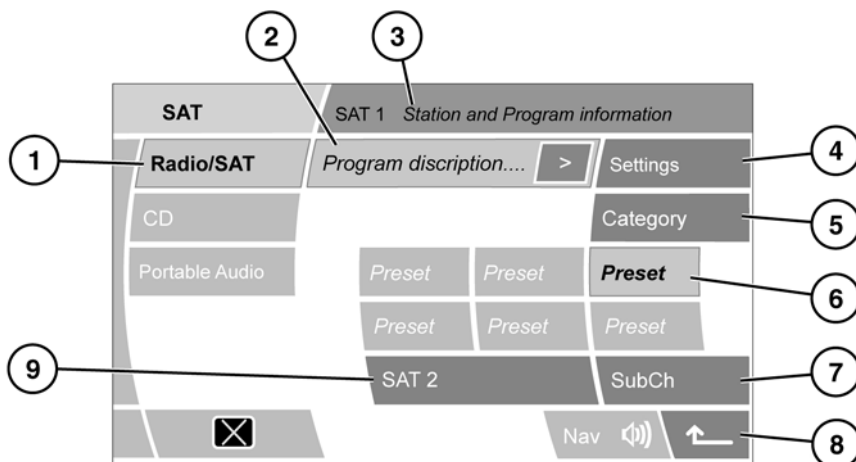 2 3
SAT SAT 1 Station and Program information
1 Radio/SAT Program discription.... > Settings 4
CD Category 5
Portable Audio Preset Preset Preset 6
Preset Preset Preset
9 SAT 2 SubCh 7
Nav 8